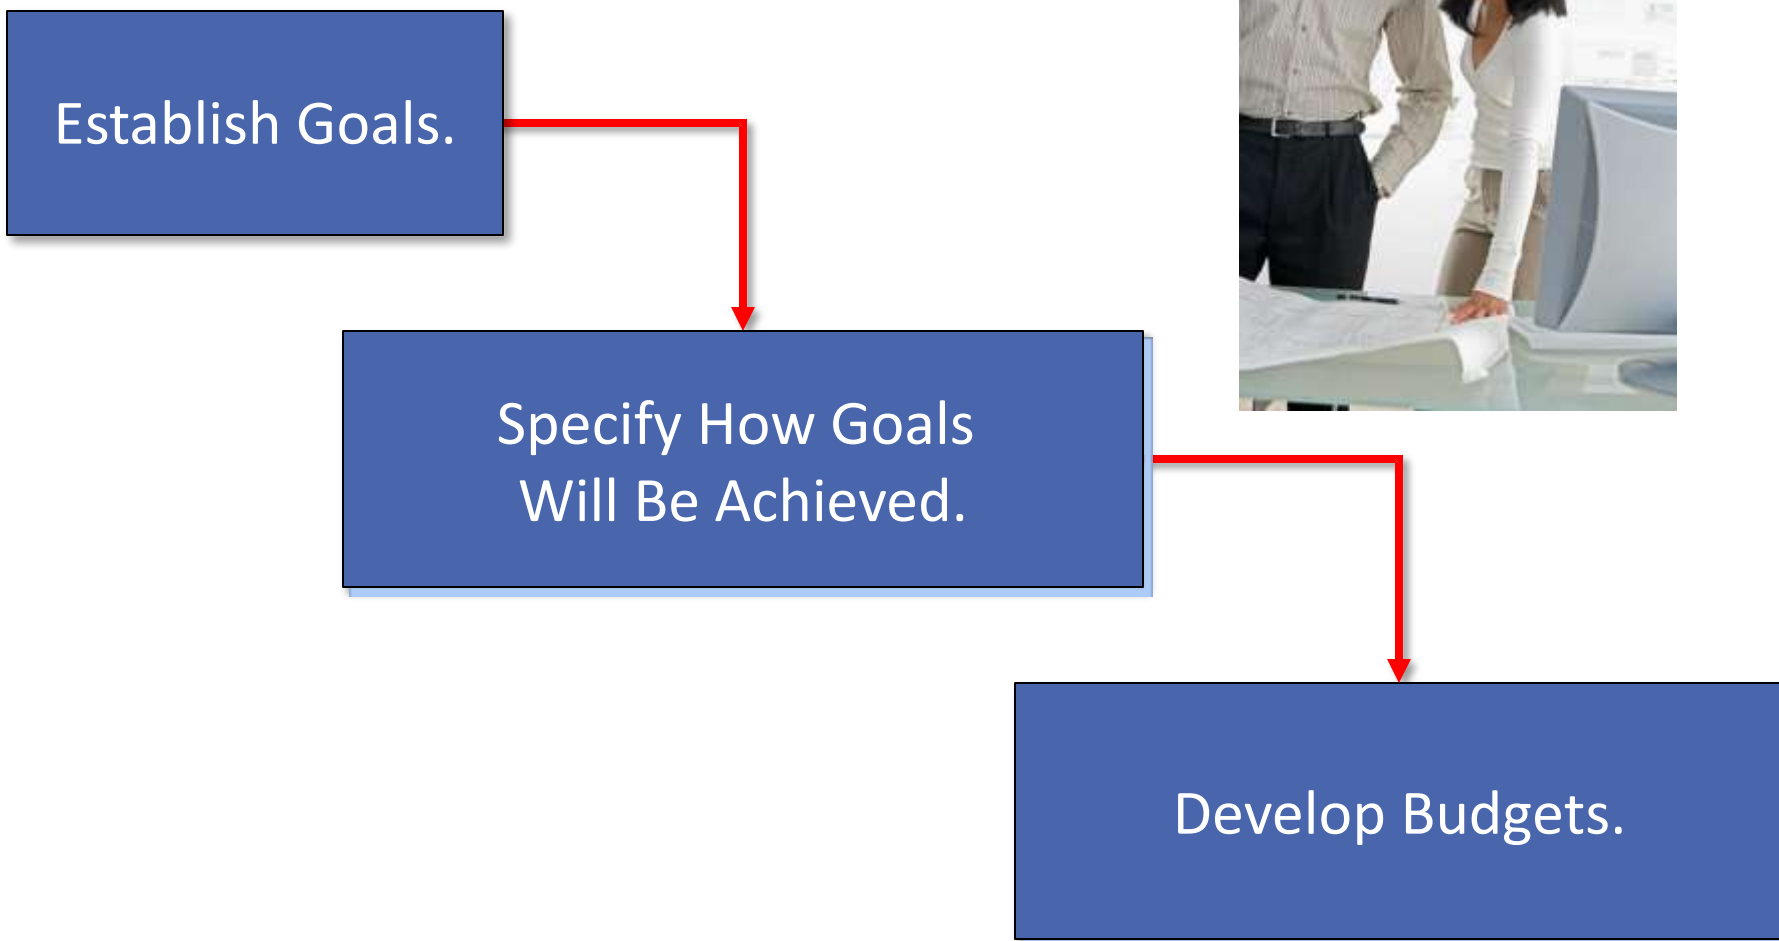 Establish Goals.
Specify How Goals
Will Be Achieved.
Develop Budgets.